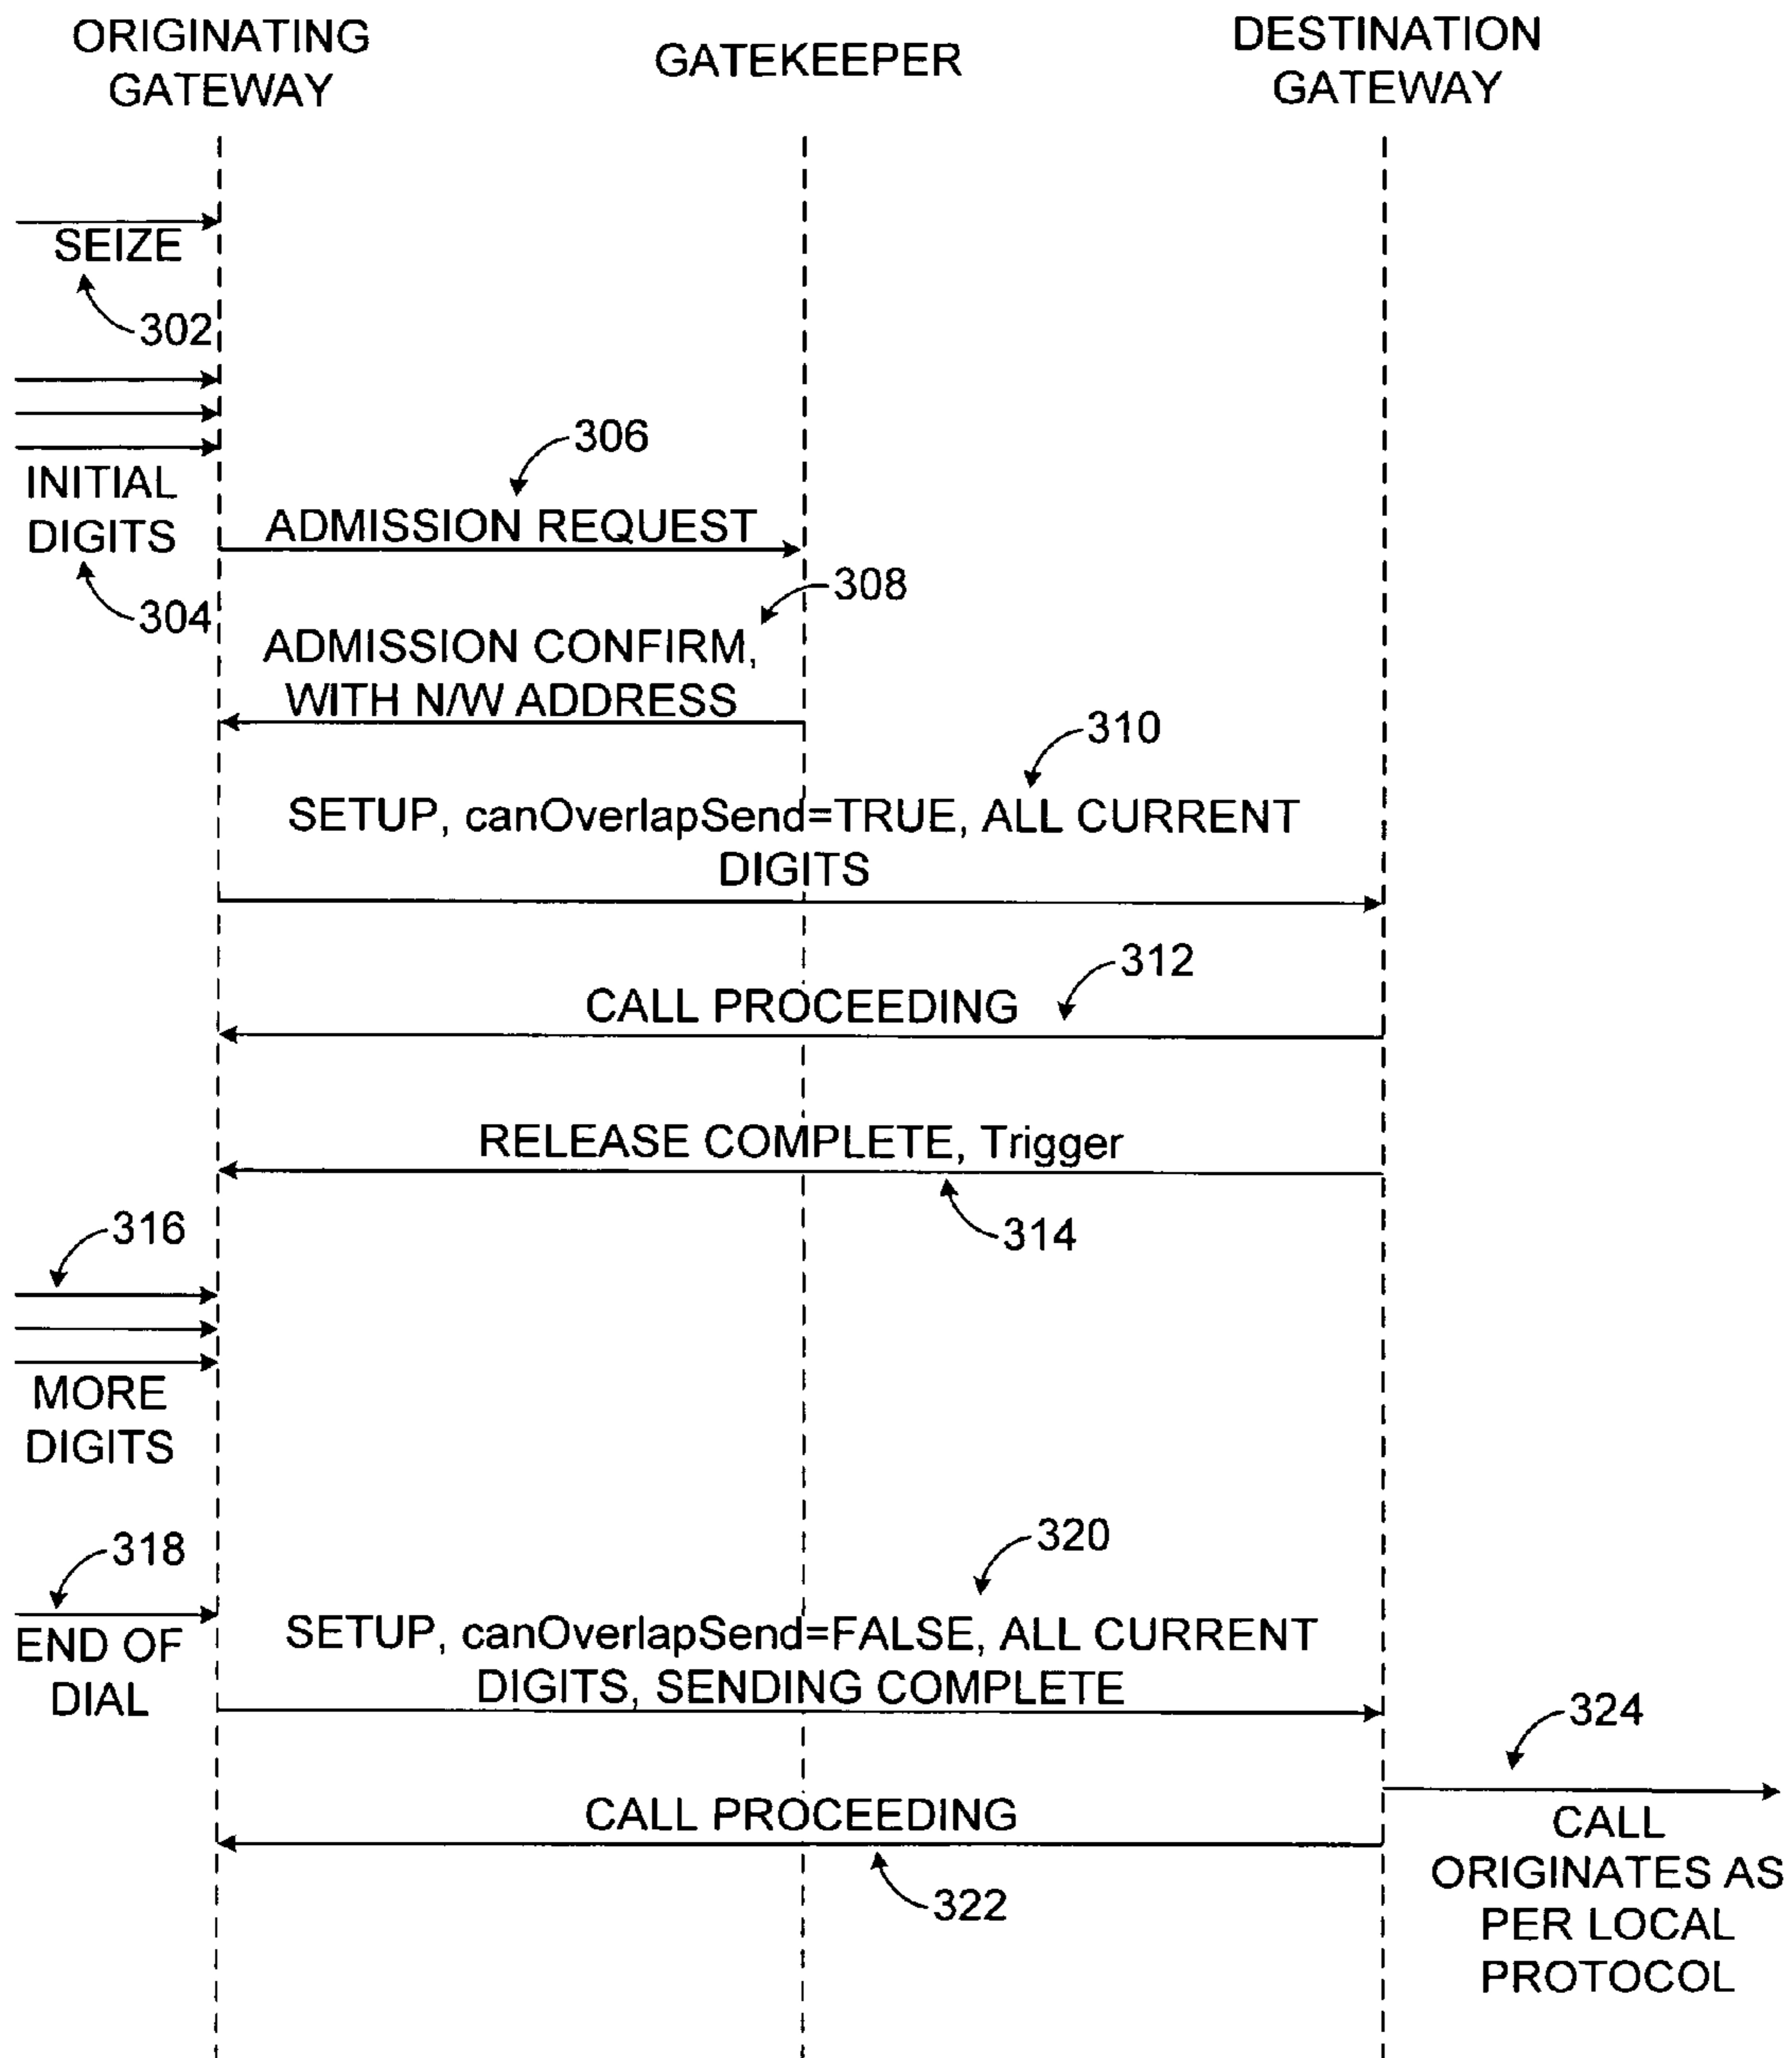 ORIGINATING
GATEWAY
GATEKEEPER
DESTINATION
GATEWAY
SEIZE
302
306
INITIAL
DIGITS
304
ADMISSION REQUEST
308
ADMISSION CONFIRM,
WITH N/W ADDRESS
310
SETUP, canOverlapSend=TRUE, ALL CURRENT
DIGITS
312
CALL PROCEEDING
RELEASE COMPLETE, Trigger
314
316
MORE
DIGITS
318
END OF
DIAL
320
SETUP, canOverlapSend=FALSE, ALL CURRENT
DIGITS, SENDING COMPLETE
324
CALL PROCEEDING
322
CALL
ORIGINATES AS
PER LOCAL
PROTOCOL